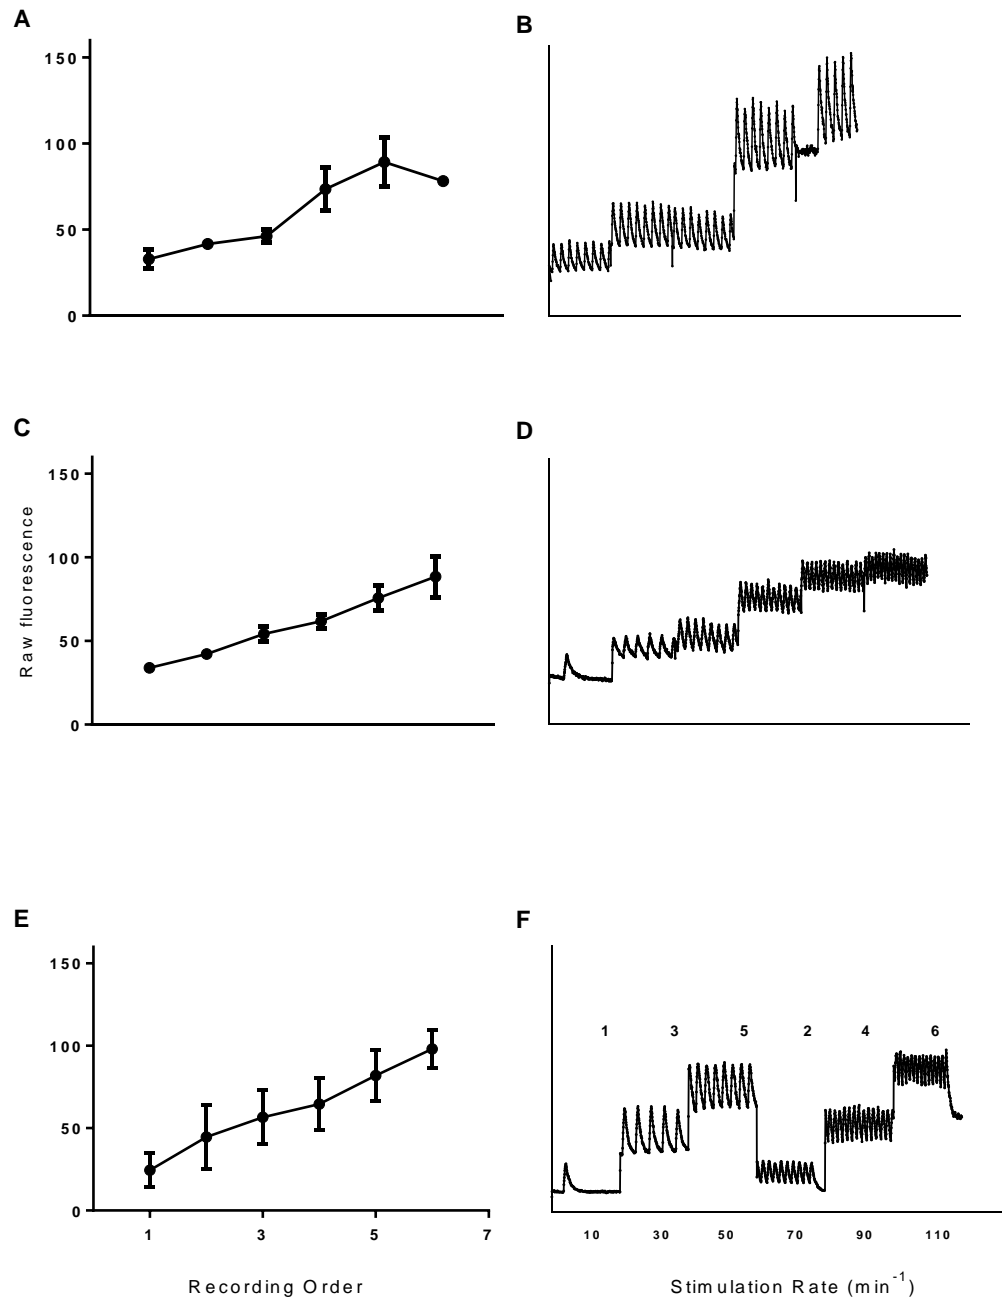 A
B
150
100
50
0
C
D
150
100
50
0
Raw fluorescence
E
F
150
100
50
0
1 3 5 2 4 6
1 3 5 7
10 30 50 70 90 110
Recording Order
Stimulation Rate (min⁻¹)